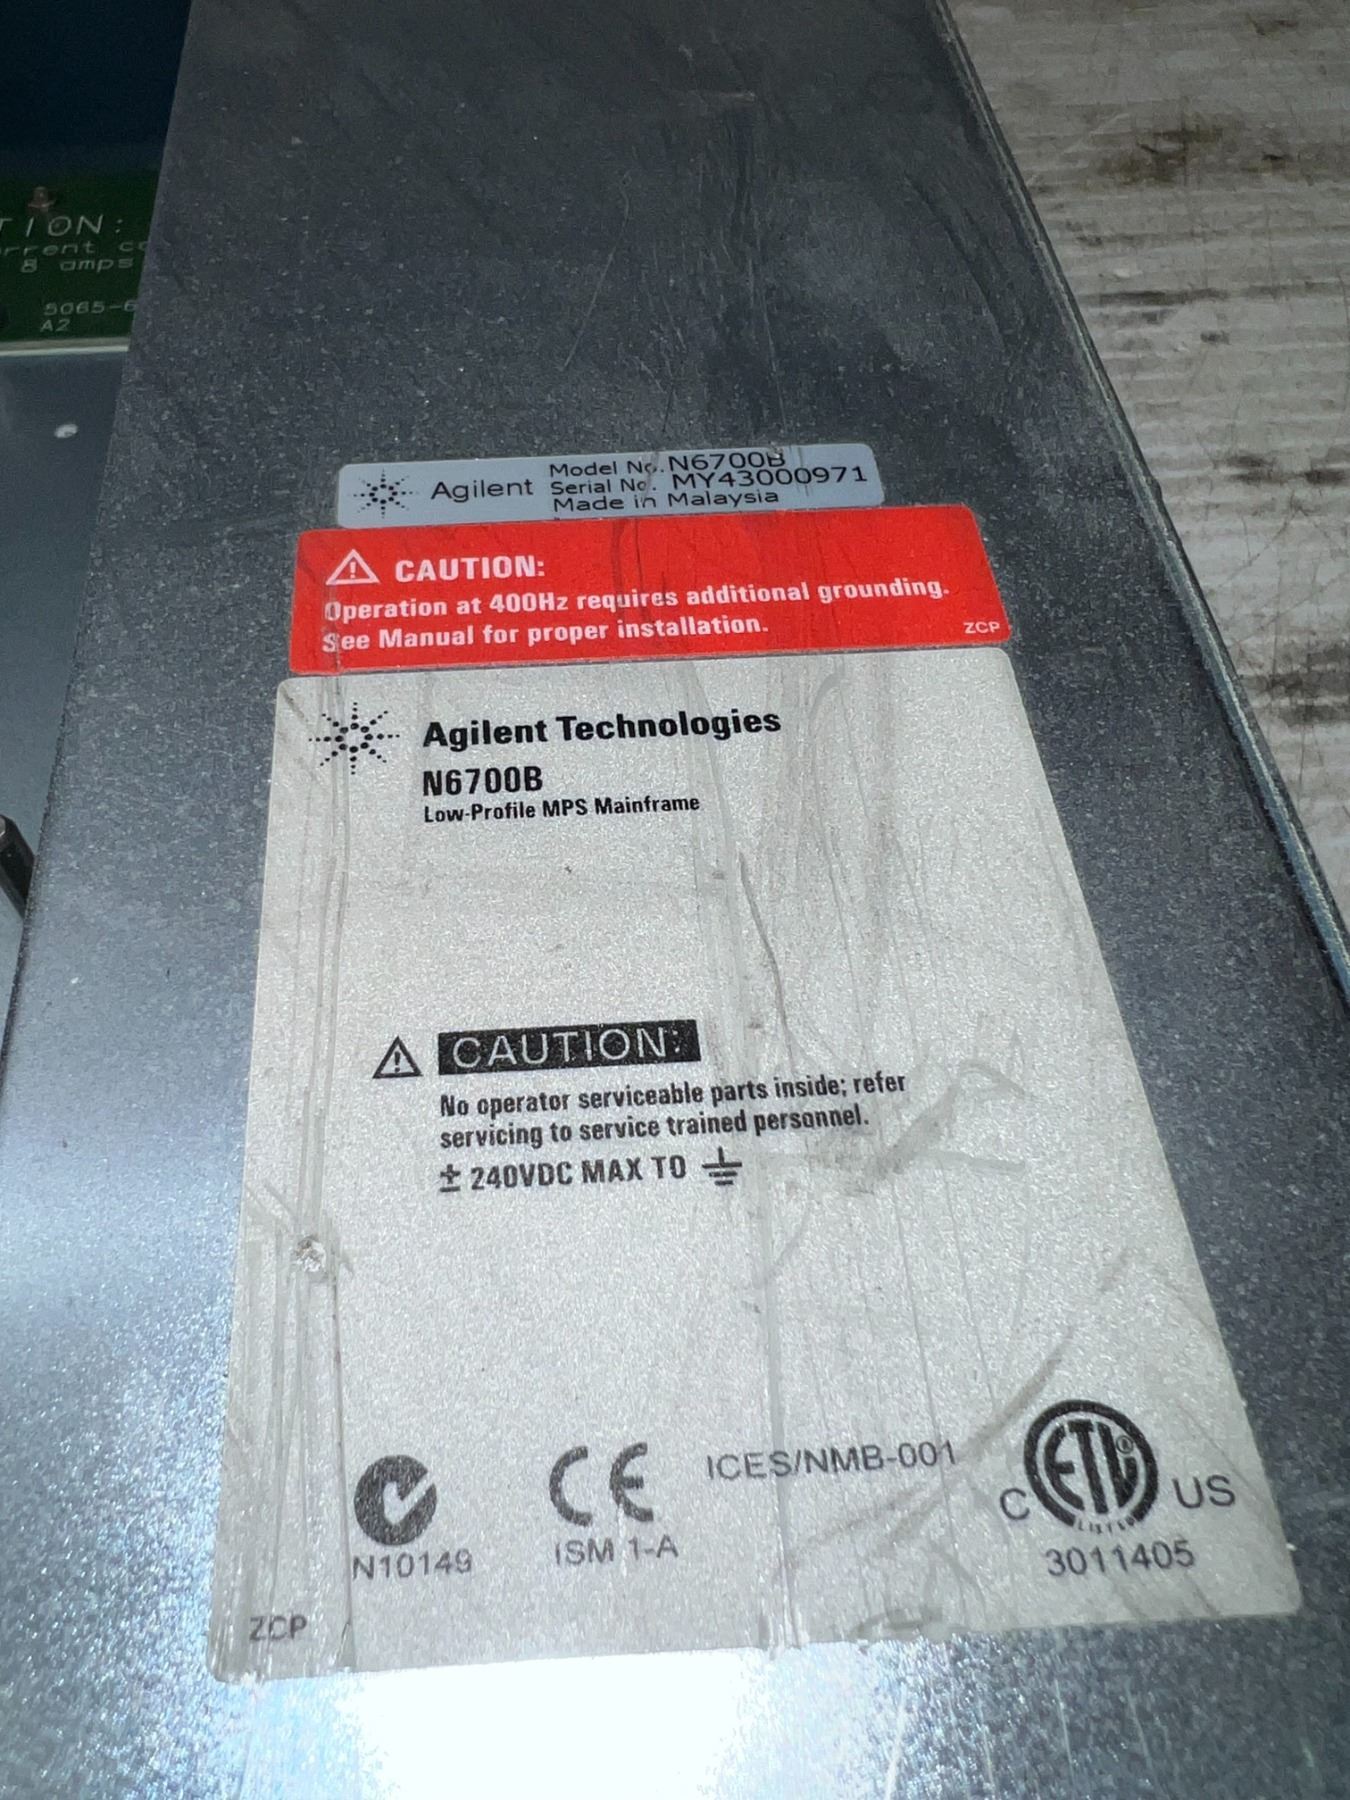 TION:
8 amps
A2
Agilent
Model No. N6700B
Serial No. MY43000971
Made in Malaysia
CAUTION:
Operation at 400Hz requires additional grounding.
See Manual for proper installation.
ZCP
Agilent Technologies
N6700B
Low-Profile MPS Mainframe
CAUTION:
No operator serviceable parts inside; refer
servicing to service trained personnel.
± 240VDC MAX TO ⏚
N10149
CE
ISM 1-A
ICES/NMB-001
C ETL® US
LISTED
3011405
ZCP